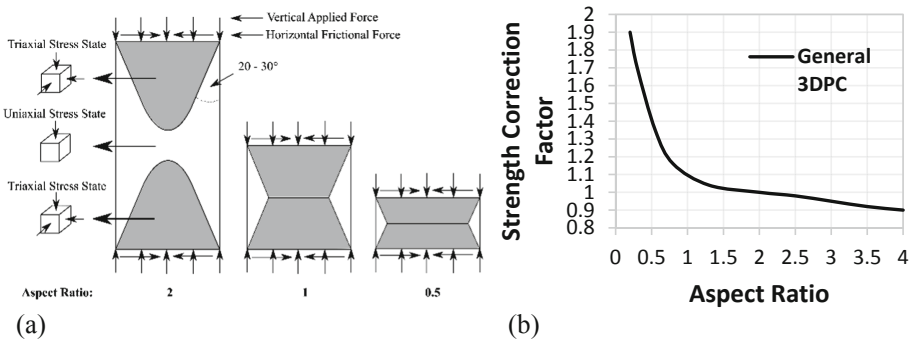 Vertical Applied Force
Horizontal Frictional Force
Triaxial Stress State
20 - 30°
Uniaxial Stress State
Triaxial Stress State
Aspect Ratio:
2
1
0.5
(a)
Strength Correction
Factor
2
1.9
1.8
1.7
1.6
1.5
1.4
1.3
1.2
1.1
1
0.9
0.8
General
3DPC
0 0.5 1 1.5 2 2.5 3 3.5 4
Aspect Ratio
(b)